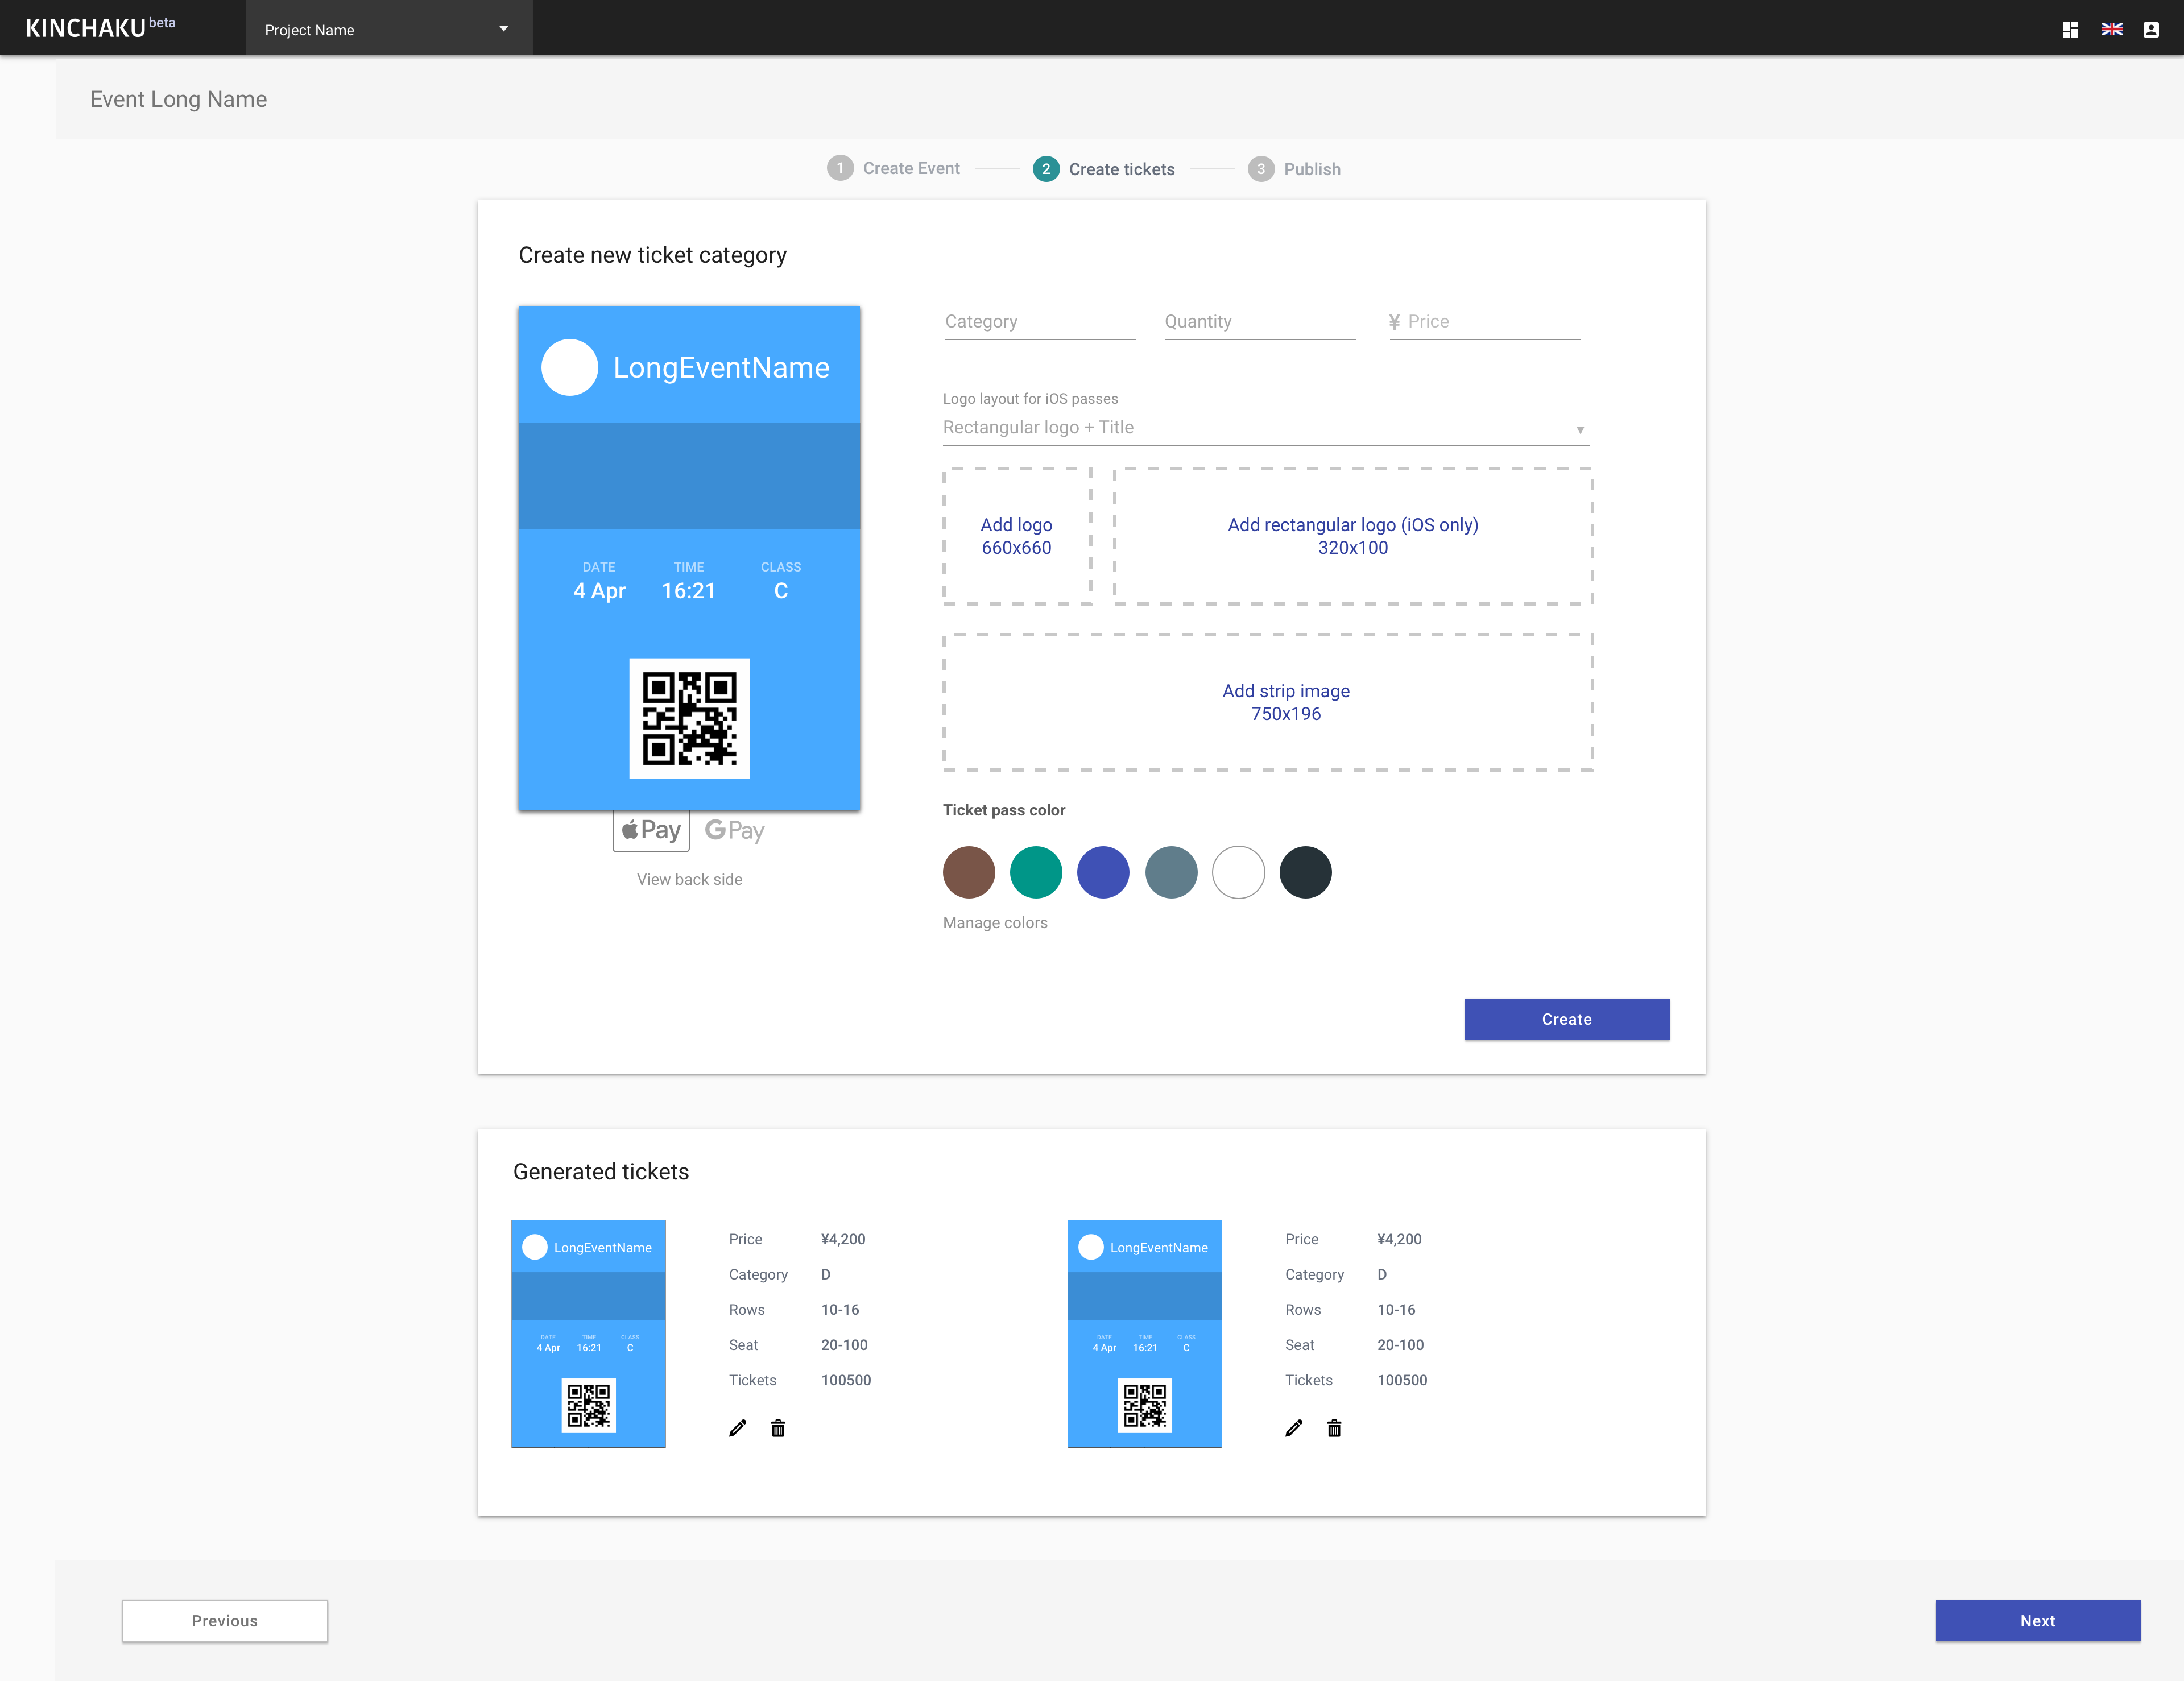 KINCHAKU beta
Project Name
Event Long Name
1 Create Event
2 Create tickets
3 Publish
Create new ticket category
LongEventName
DATE TIME CLASS
4 Apr 16:21 C
Pay G Pay
View back side
Category Quantity ¥ Price
Logo layout for iOS passes
Rectangular logo + Title
Add logo
660x660
Add rectangular logo (iOS only)
320x100
Add strip image
750x196
Ticket pass color
Manage colors
Create
Generated tickets
LongEventName
DATE TIME CLASS
4 Apr 16:21 C
Price ¥4,200
Category D
Rows 10-16
Seat 20-100
Tickets 100500
LongEventName
DATE TIME CLASS
4 Apr 16:21 C
Price ¥4,200
Category D
Rows 10-16
Seat 20-100
Tickets 100500
Previous
Next